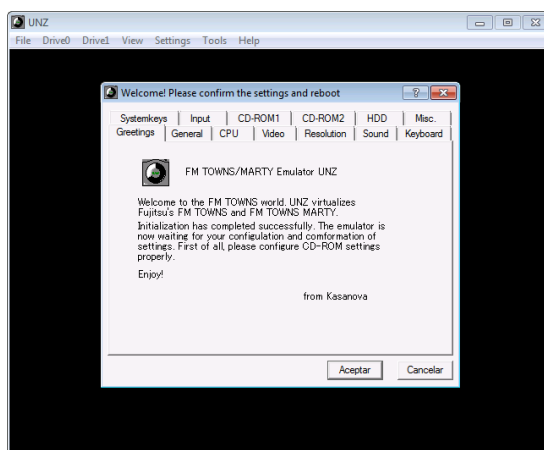 UNZ
File Drive0 Drive1 View Settings Tools Help
Welcome! Please confirm the settings and reboot
Systemkeys Input CD-ROM1 CD-ROM2 HDD Misc.
Greetings General CPU Video Resolution Sound Keyboard
FM TOWNS/MARTY Emulator UNZ
Welcome to the FM TOWNS world. UNZ virtualizes
Fujitsu's FM TOWNS and FM TOWNS MARTY.
Initialization has completed successfully. The emulator is
now waiting for your configulation and comformation of
settings. First of all, please configure CD-ROM settings
properly.
Enjoy!
from Kasanova
Aceptar Cancelar